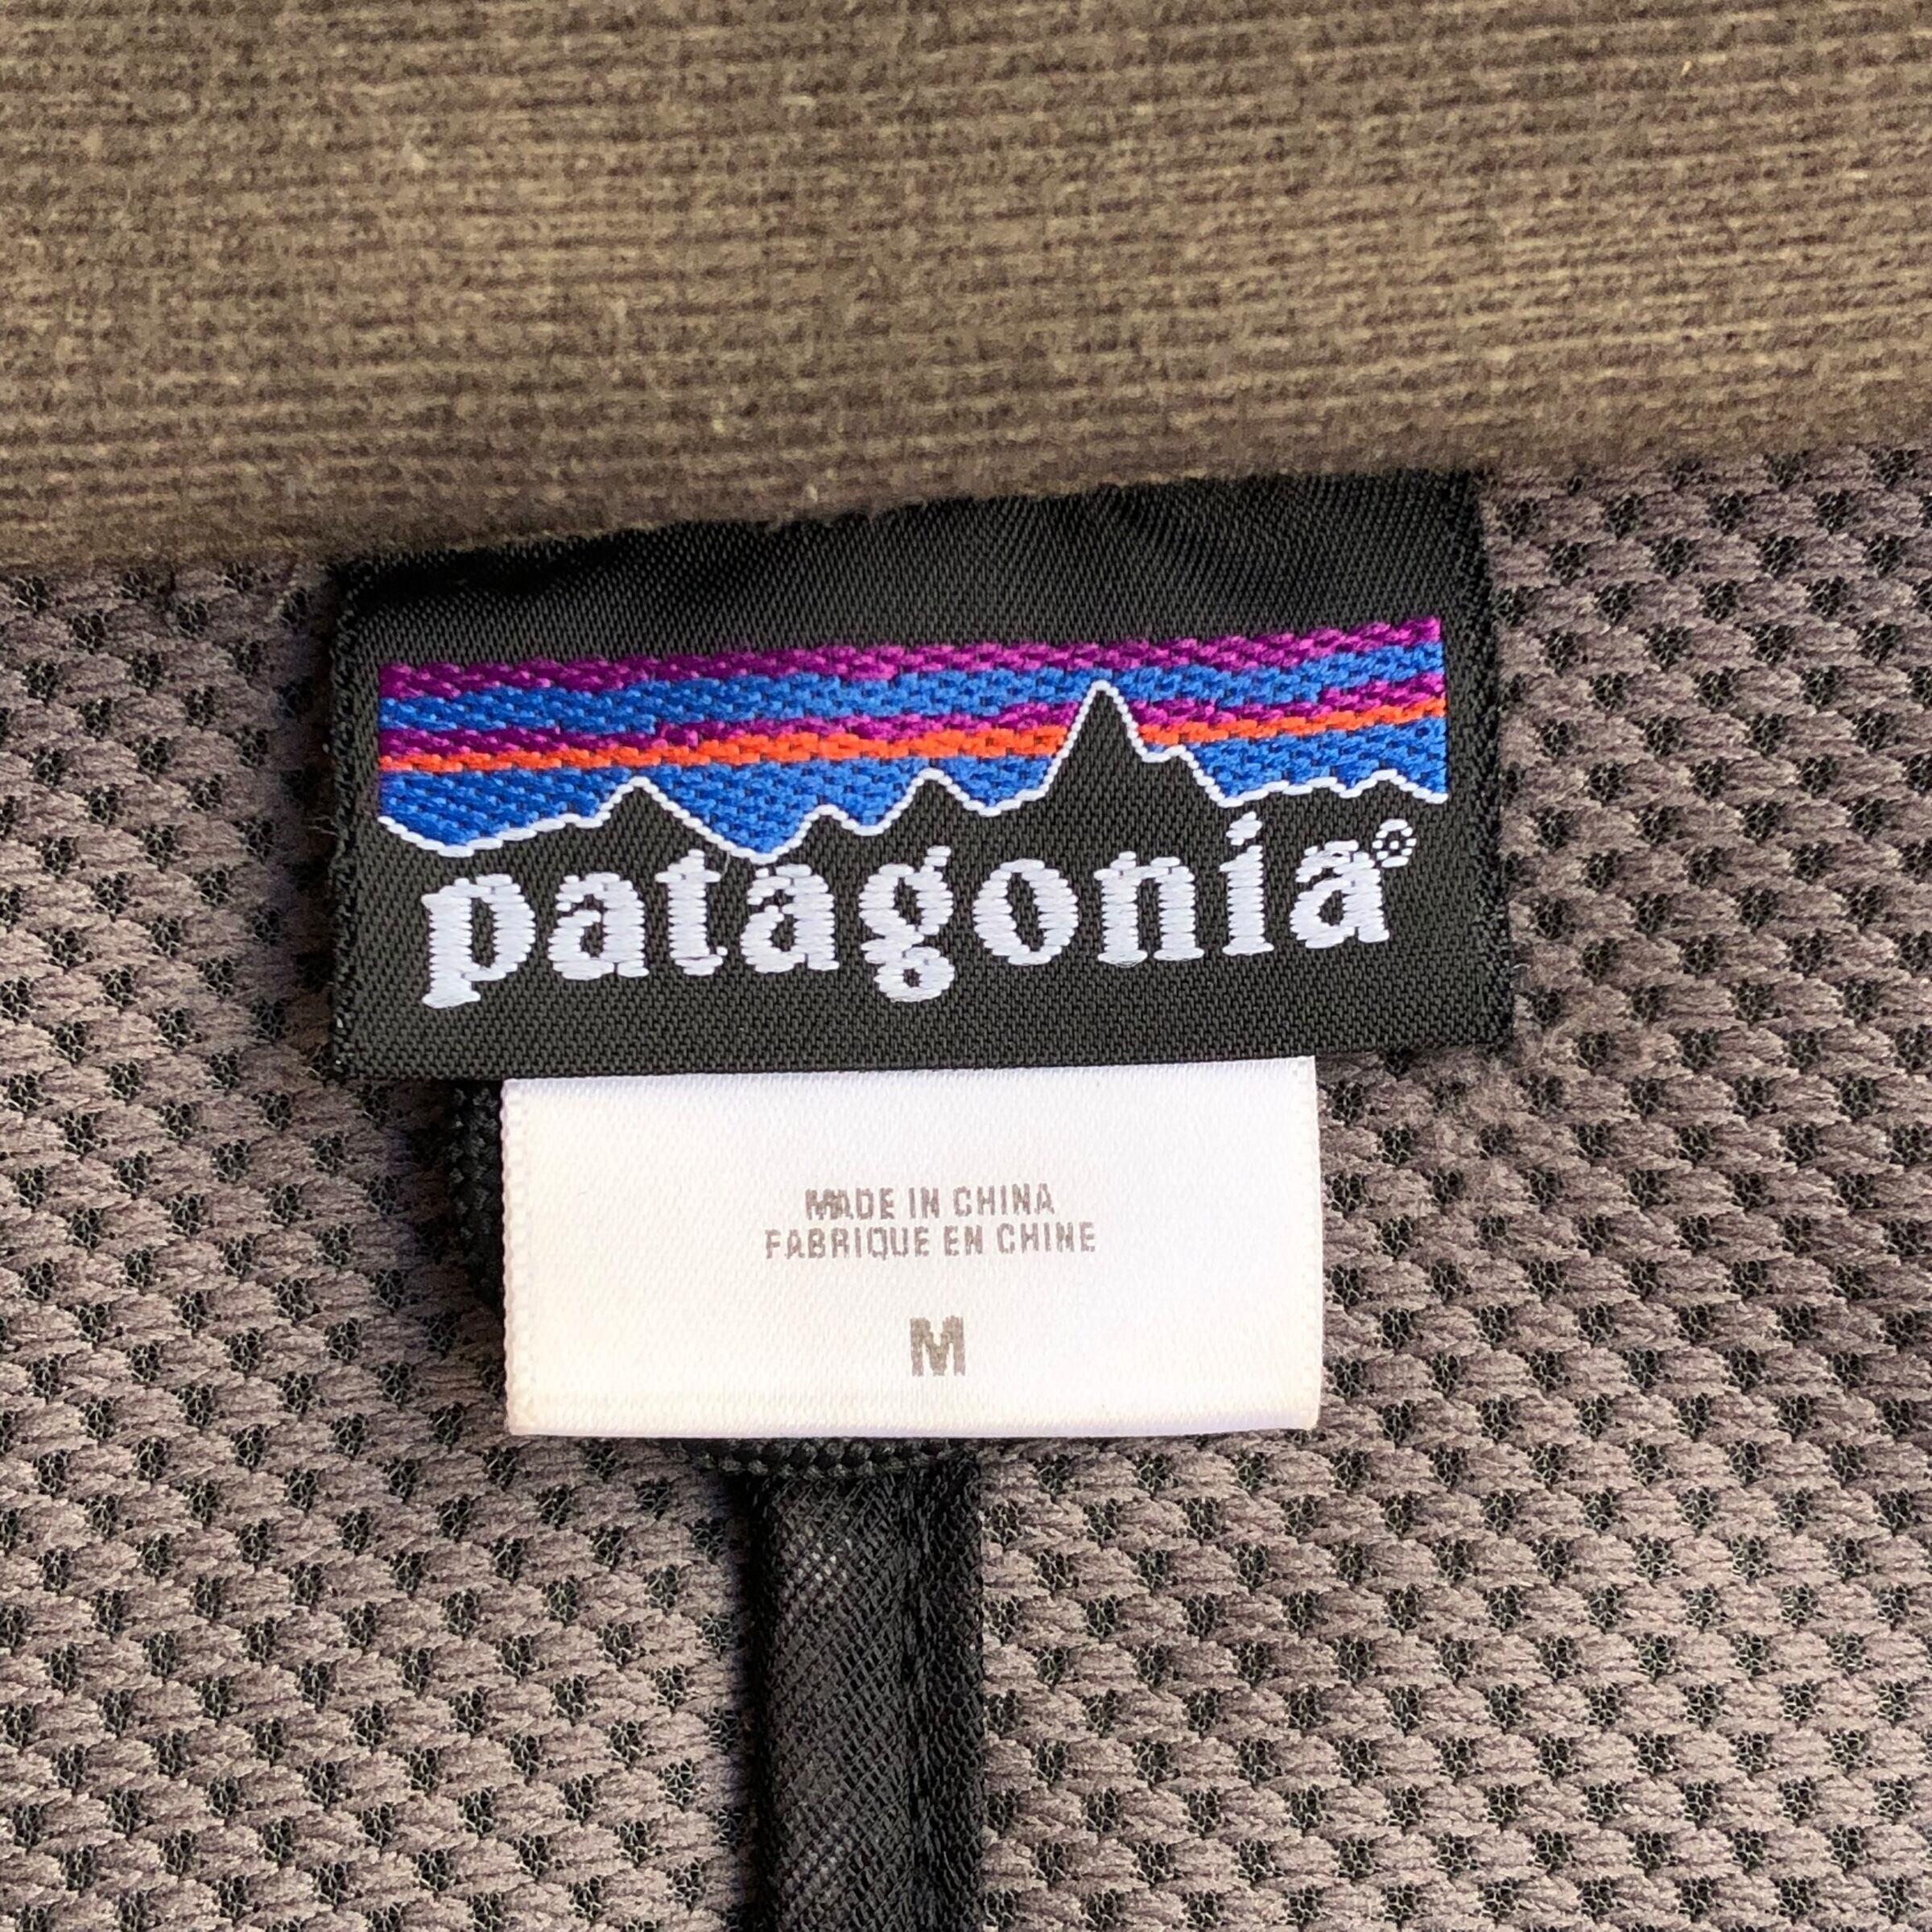 patagonia®
MADE IN CHINA
FABRIQUE EN CHINE
M